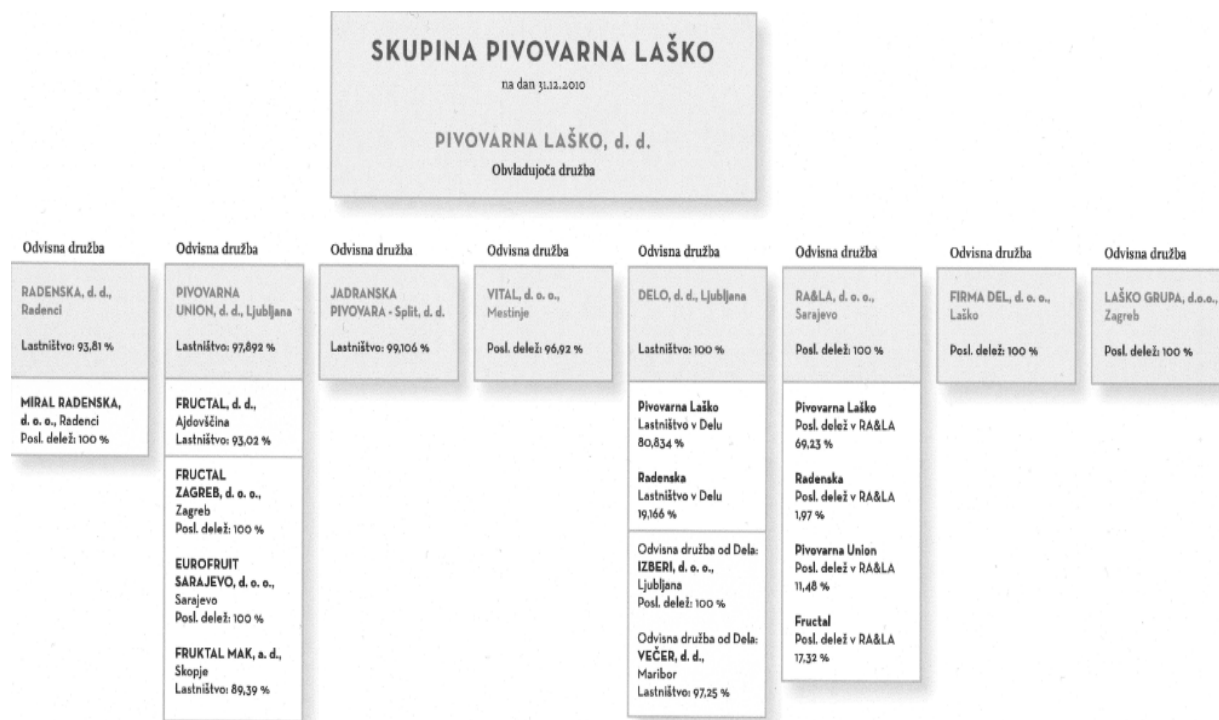 SKUPINA PIVOVARNA LAŠKO
na dan 31.12.2010
PIVOVARNA LAŠKO, d. d.
Obvladujoča družba
Odvisna družba
RADENSKA, d. d.,
Radenci
Lastništvo: 93,81 %
MIRAL RADENSKA,
d. o. o., Radenci
Posl. delež: 100 %
Odvisna družba
PIVOVARNA
UNION, d. d., Ljubljana
Lastništvo: 97,892 %
FRUCTAL, d. d.,
Ajdovščina
Lastništvo: 93,02 %
FRUCTAL
ZAGREB, d. o. o.,
Zagreb
Posl. delež: 100 %
EUROFRUIT
SARAJEVO, d. o. o.,
Sarajevo
Posl. delež: 100 %
FRUKTAL MAK, a. d.,
Skopje
Lastništvo: 89,39 %
Odvisna družba
JADRANSKA
PIVOVARA - Split, d. d.
Lastništvo: 99,106 %
Odvisna družba
VITAL, d. o. o.,
Mestinje
Posl. delež: 96,92 %
Odvisna družba
DELO, d. d., Ljubljana
Lastništvo: 100 %
Pivovarna Laško
Lastništvo v Delu
80,834 %
Radenska
Lastništvo v Delu
19,166 %
Odvisna družba od Dela:
IZBERI, d. o. o.,
Ljubljana
Posl. delež: 100 %
Odvisna družba od Dela:
VEČER, d. d.,
Maribor
Lastništvo: 97,25 %
Odvisna družba
RA&LA, d. o. o.,
Sarajevo
Posl. delež: 100 %
Pivovarna Laško
Posl. delež v RA&LA
69,23 %
Radenska
Posl. delež v RA&LA
1,97 %
Pivovarna Union
Posl. delež v RA&LA
11,48 %
Fructal
Posl. delež v RA&LA
17,32 %
Odvisna družba
FIRMA DEL, d. o. o.,
Laško
Posl. delež: 100 %
Odvisna družba
LAŠKO GRUPA, d.o.o.,
Zagreb
Posl. delež: 100 %